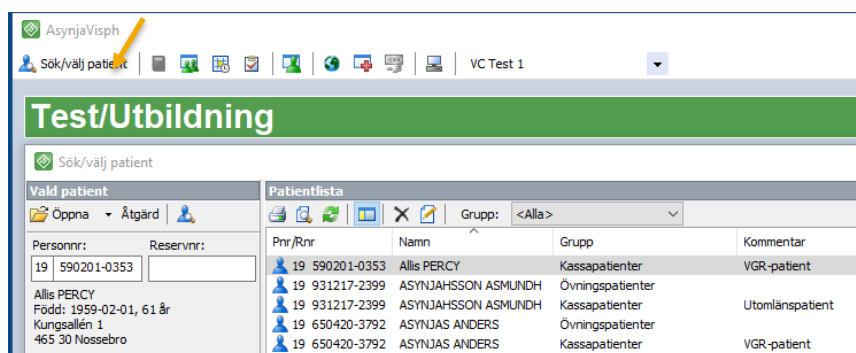 AsynjaVisph
Sök/välj patient VC Test 1
Test/Utbildning
Sök/välj patient
Vald patient
Öppna Åtgärd
Personnr: Reservnr:
19 590201-0353
Allis PERCY
Född: 1959-02-01, 61 år
Kungsallén 1
465 30 Nossebro
Patientlista
Grupp: <Alla>
Pnr/Rnr Namn Grupp Kommentar
19 590201-0353 Allis PERCY Kassapatienter VGR-patient
19 931217-2399 ASYNJAHSSON ASMUNDH Övningspatienter
19 931217-2399 ASYNJAHSSON ASMUNDH Kassapatienter Utomlänspatient
19 650420-3792 ASYNJAS ANDERS Övningspatienter
19 650420-3792 ASYNJAS ANDERS Kassapatienter VGR-patient